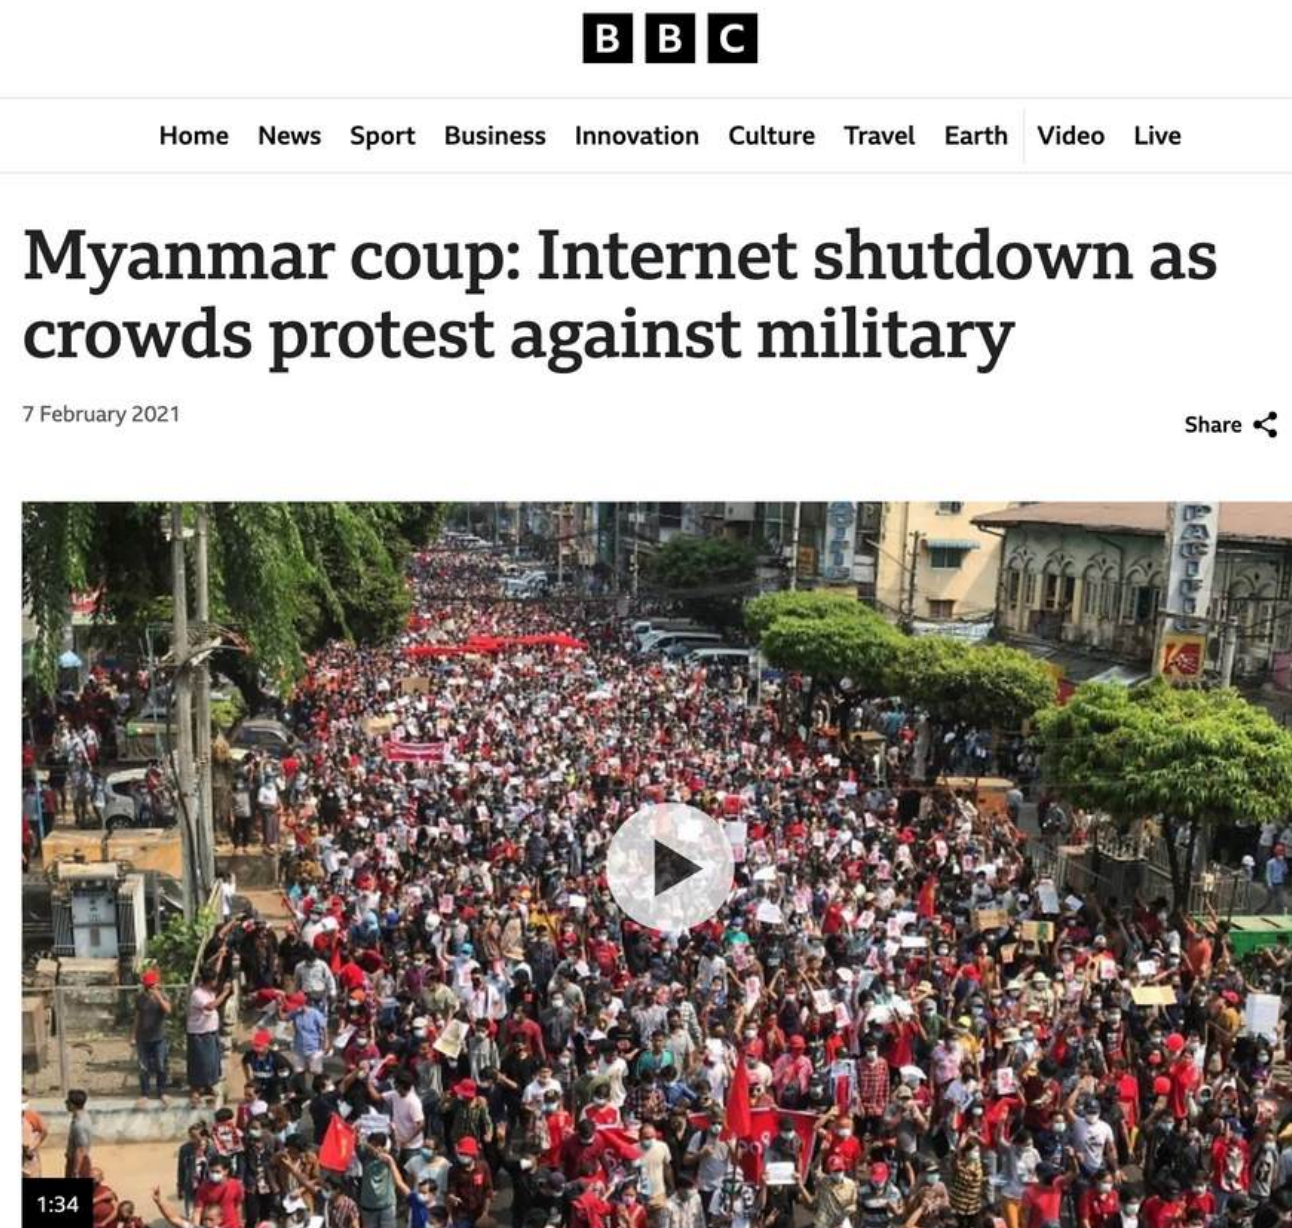 BBC
Home News Sport Business Innovation Culture Travel Earth Video Live
Myanmar coup: Internet shutdown as
crowds protest against military
7 February 2021
Share
PACIFIC
1:34